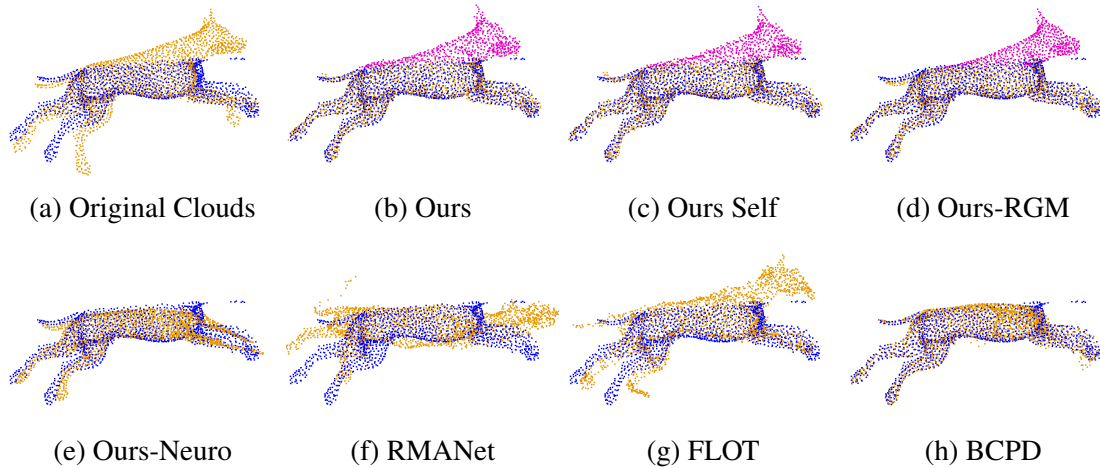 (a) Original Clouds
(b) Ours
(c) Ours Self
(d) Ours-RGM
(e) Ours-Neuro
(f) RMANet
(g) FLOT
(h) BCPD